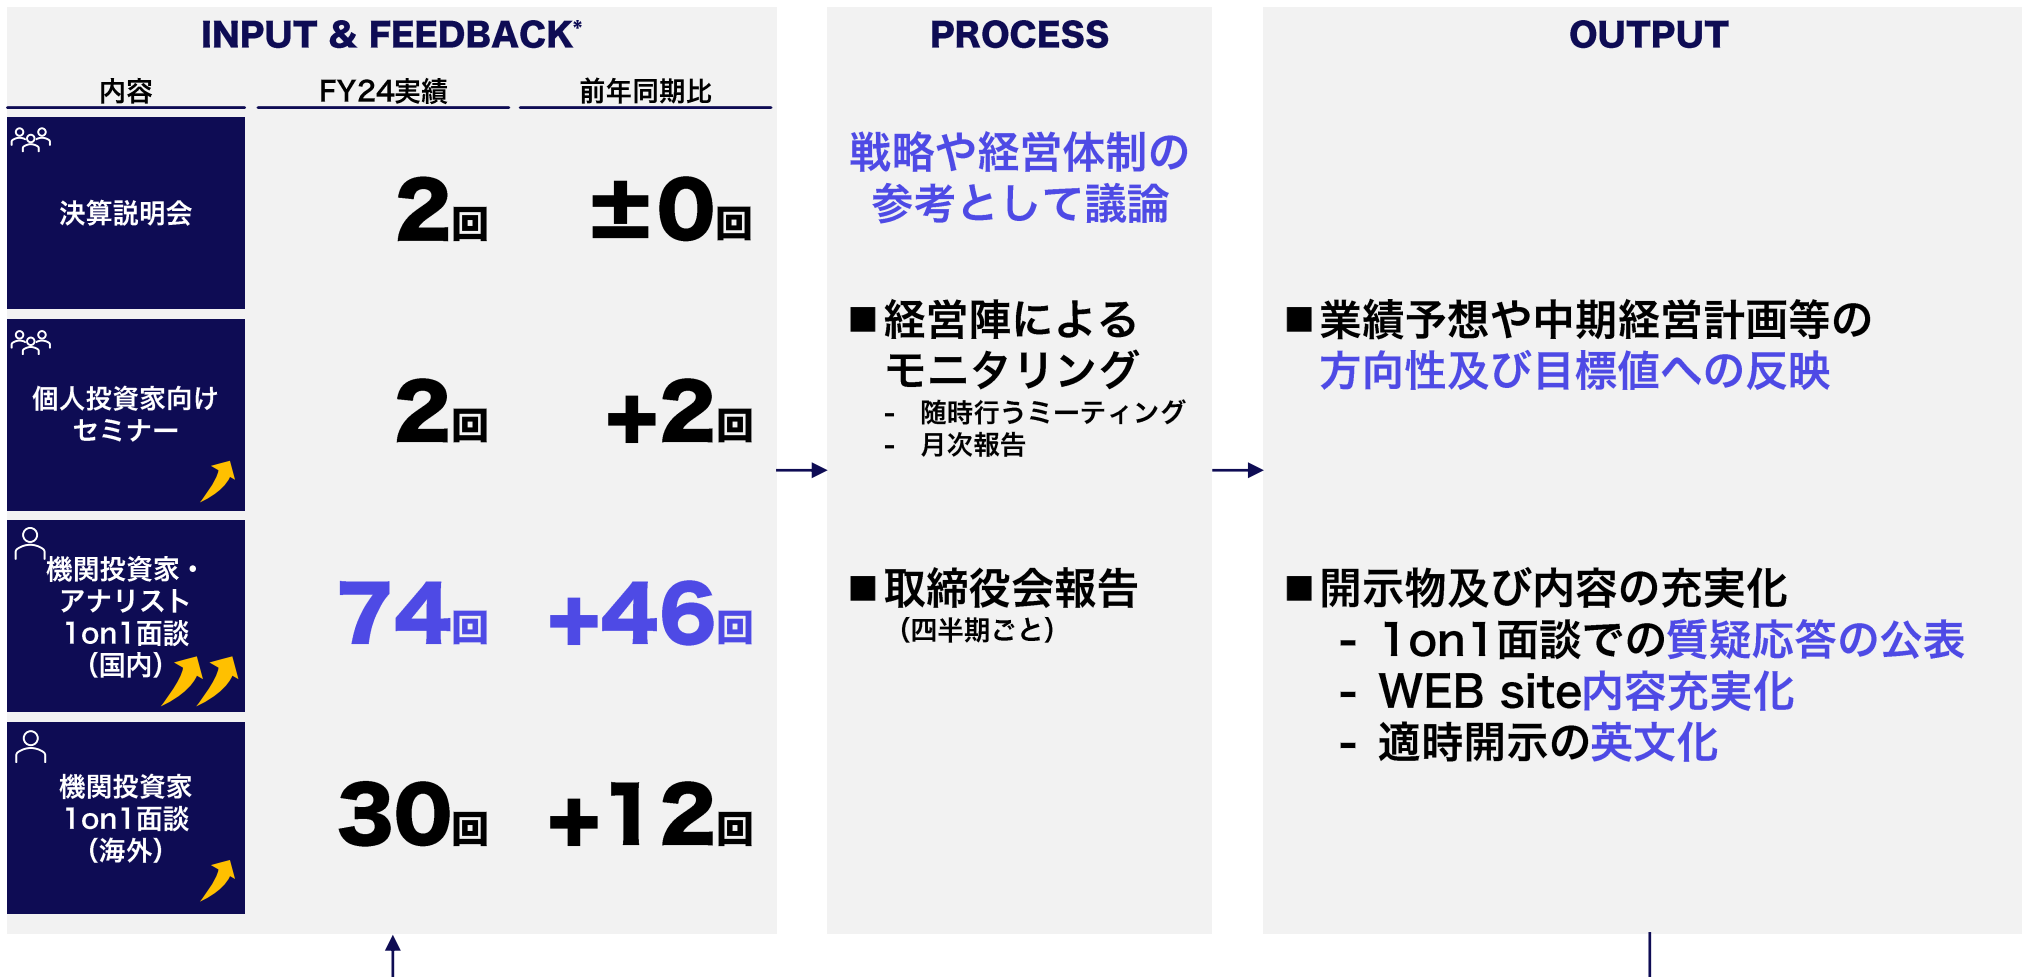 INPUT & FEEDBACK*
内容
FY24実績
前年同期比
決算説明会
2回
±0回
個人投資家向け
セミナー
2回
+2回
機関投資家・
アナリスト
1on1面談
（国内）
74回
+46回
機関投資家
1on1面談
（海外）
30回
+12回
PROCESS
戦略や経営体制の
参考として議論
■経営陣による
モニタリング
- 随時行うミーティング
- 月次報告
■取締役会報告
（四半期ごと）
OUTPUT
■業績予想や中期経営計画等の
方向性及び目標値への反映
■開示物及び内容の充実化
- 1on1面談での質疑応答の公表
- WEB site内容充実化
- 適時開示の英文化